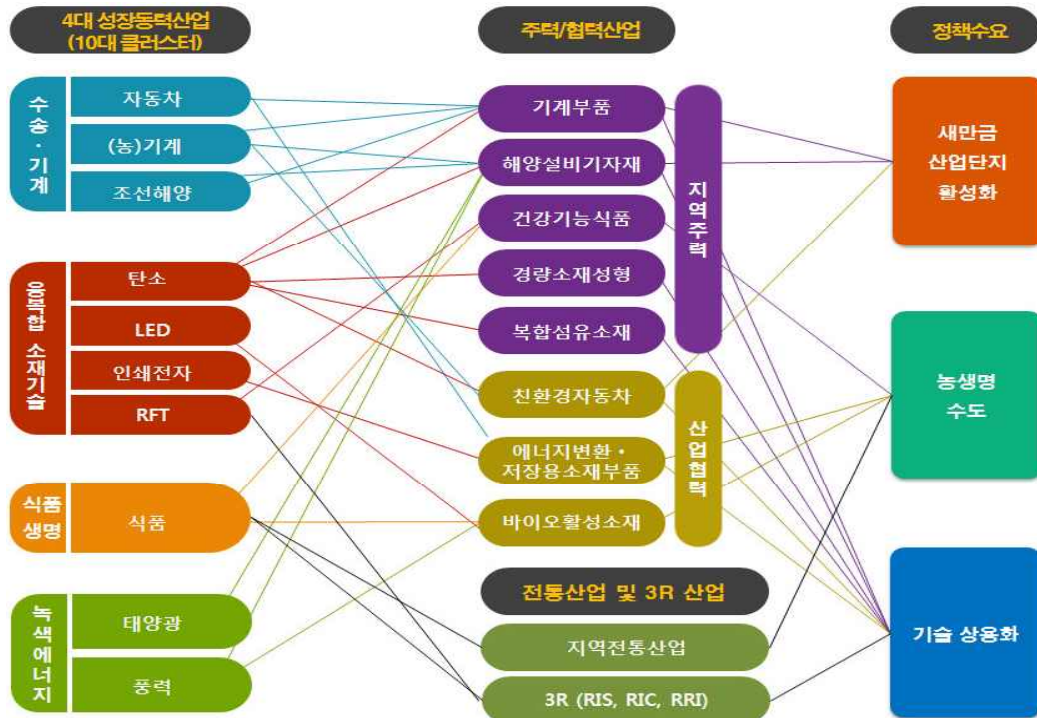 4대 성장동력산업
(10대 클러스터)
주력/협력산업
정책수요
수송·기계
자동차
(농)기계
조선해양
융복합 소재기술
탄소
LED
인쇄전자
RFT
식품
생명
식품
녹색에너지
태양광
풍력
기계부품
해양설비기자재
건강기능식품
경량소재성형
복합섬유소재
지역주력
친환경자동차
에너지변환·
저장용소재부품
바이오활성소재
산업협력
전통산업 및 3R 산업
지역전통산업
3R (RIS, RIC, RRI)
새만금
산업단지
활성화
농생명
수도
기술 상용화